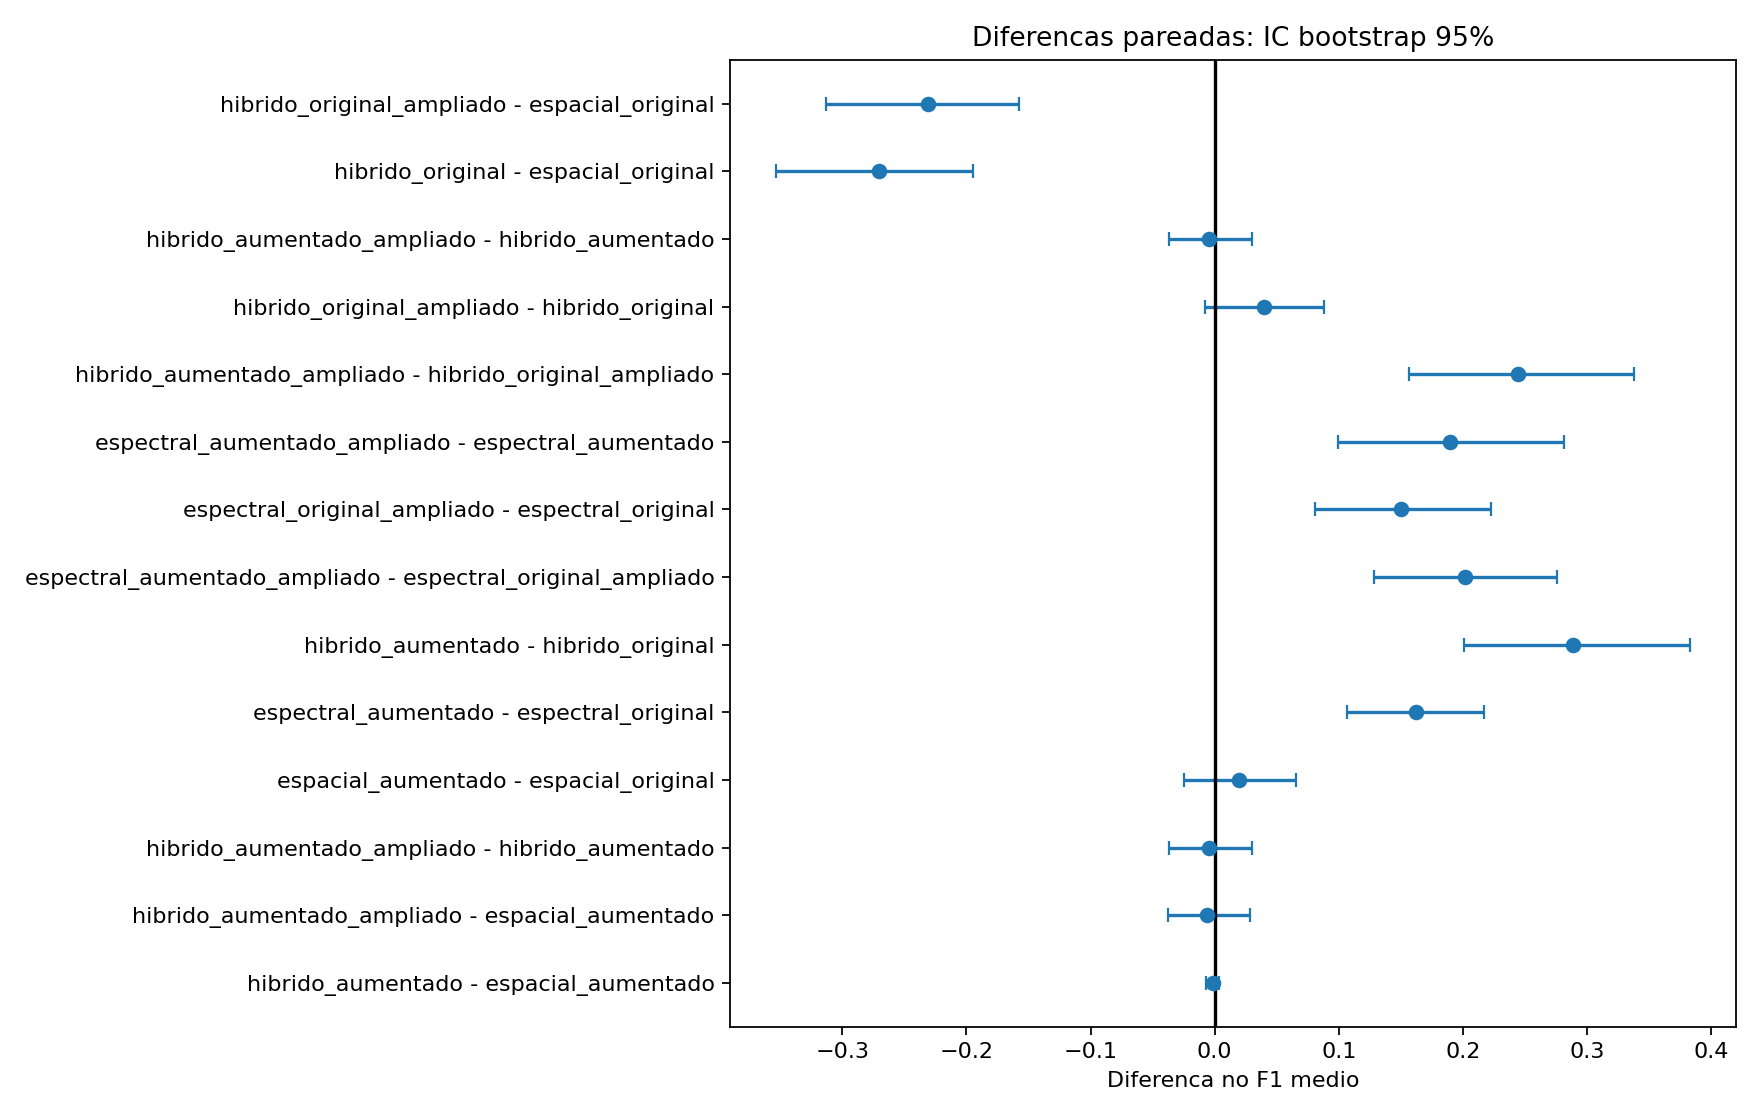 Diferencas pareadas: IC bootstrap 95%
hibrido_original_ampliado - espacial_original
hibrido_original - espacial_original
hibrido_aumentado_ampliado - hibrido_aumentado
hibrido_original_ampliado - hibrido_original
hibrido_aumentado_ampliado - hibrido_original_ampliado
espectral_aumentado_ampliado - espectral_aumentado
espectral_original_ampliado - espectral_original
espectral_aumentado_ampliado - espectral_original_ampliado
hibrido_aumentado - hibrido_original
espectral_aumentado - espectral_original
espacial_aumentado - espacial_original
hibrido_aumentado_ampliado - hibrido_aumentado
hibrido_aumentado_ampliado - espacial_aumentado
hibrido_aumentado - espacial_aumentado
−0.3 −0.2 −0.1 0.0 0.1 0.2 0.3 0.4
Diferenca no F1 medio